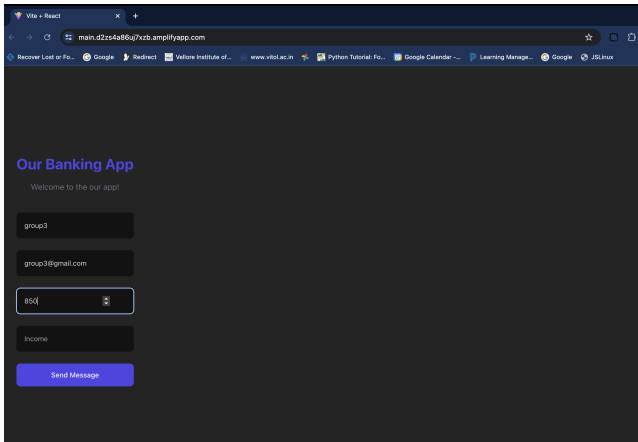 Vite + React
main.d2zs4a86uj7xzb.amplifyapp.com
Recover Lost or Fo... Google Redirect Vellore Institute of... www.vitol.ac.in Python Tutorial: Fo... Google Calendar -... Learning Manage... Google JSLinux
Our Banking App
Welcome to the our app!
group3
group3@gmail.com
850
Income
Send Message